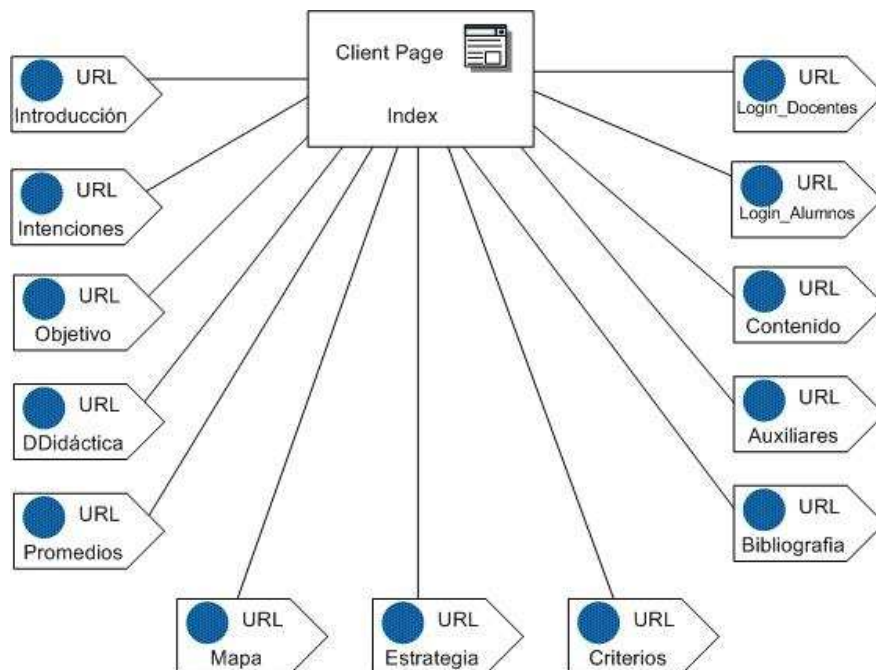 Client Page
Index
URL
Introducción
URL
Intenciones
URL
Objetivo
URL
DDidáctica
URL
Promedios
URL
Mapa
URL
Estrategia
URL
Criterios
URL
Login_Docentes
URL
Login_Alumnos
URL
Contenido
URL
Auxiliares
URL
Bibliografia